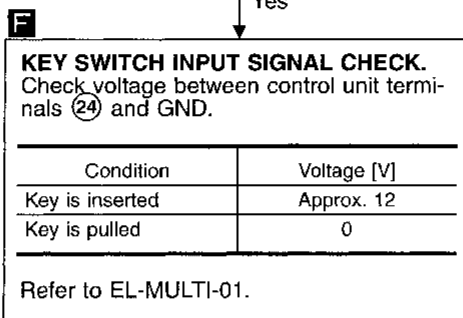 Yes
F
KEY SWITCH INPUT SIGNAL CHECK.
Check voltage between control unit termi-
nals 24 and GND.
Condition Voltage [V]
Key is inserted Approx. 12
Key is pulled 0
Refer to EL-MULTI-01.